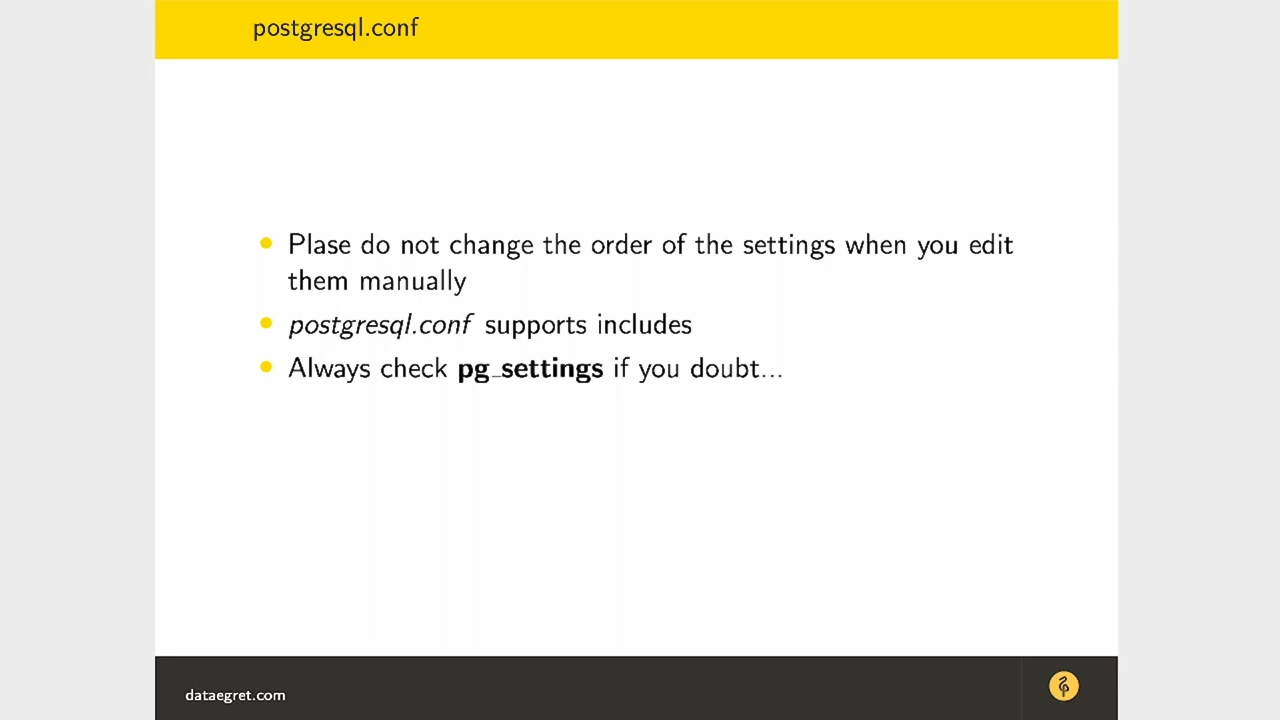 postgresql.conf
Plase do not change the order of the settings when you edit
them manually
postgresql.conf supports includes
Always check pg_settings if you doubt...
dataegret.com